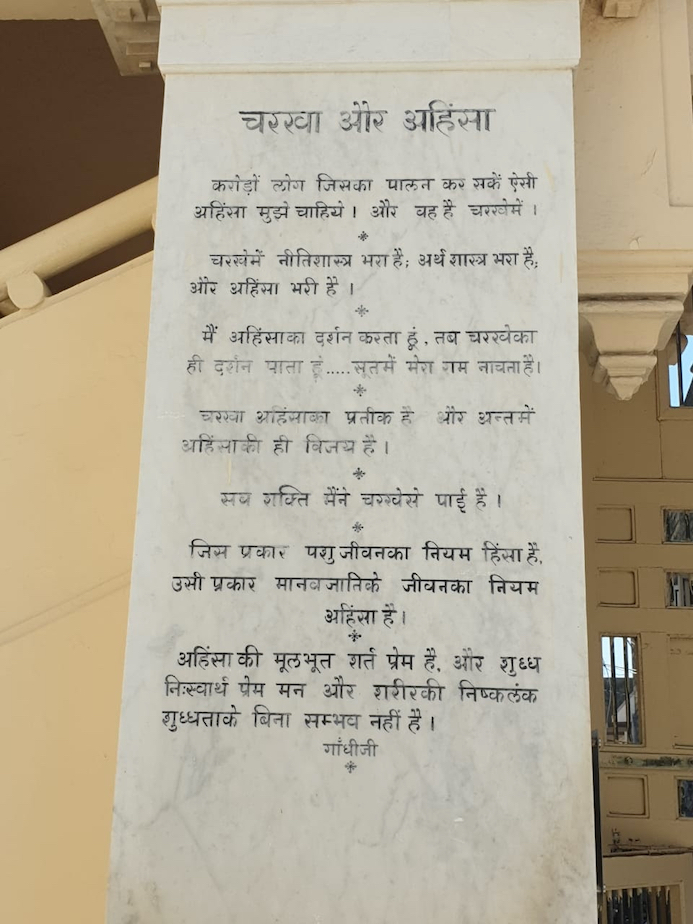 चरखा और अहिंसा
करोड़ों लोग जिसका पालन कर सकें ऐसी
अहिंसा मुझे चाहिये । और वह है चरखेमें ।
चरखेमें नीतिशास्त्र भरा है; अर्थ शास्त्र भरा है;
और अहिंसा भरी है ।
मैं अहिंसाका दर्शन करता हूं , तब चरखेका
ही दर्शन पाता हूं.....सूतमें मेरा राम नाचता है।
चरखा अहिंसाका प्रतीक है और अन्तमें
अहिंसाकी ही विजय है ।
सब शक्ति मैंने चरखेसे पाई है ।
जिस प्रकार पशु जीवनका नियम हिंसा है,
उसी प्रकार मानवजातिके जीवनका नियम
अहिंसा है ।
अहिंसा की मूलभूत शर्त प्रेम है, और शुध्ध
निःस्वार्थ प्रेम मन और शरीरकी निष्कलंक
शुध्धताके बिना सम्भव नहीं है ।
गाँधीजी